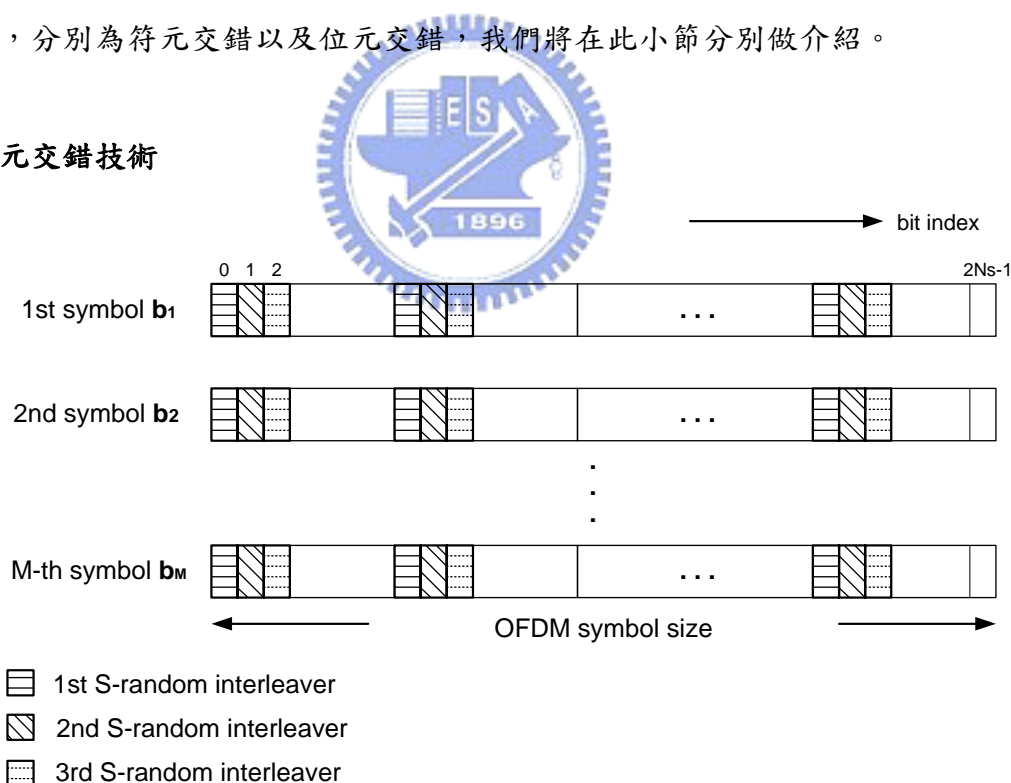 ，分別為符元交錯以及位元交錯，我們將在此小節分別做介紹。
ESA
1896
元交錯技術
bit index
0 1 2
2Ns-1
1st symbol b1
. . .
2nd symbol b2
. . .
.
.
.
M-th symbol bM
. . .
OFDM symbol size
1st S-random interleaver
2nd S-random interleaver
3rd S-random interleaver